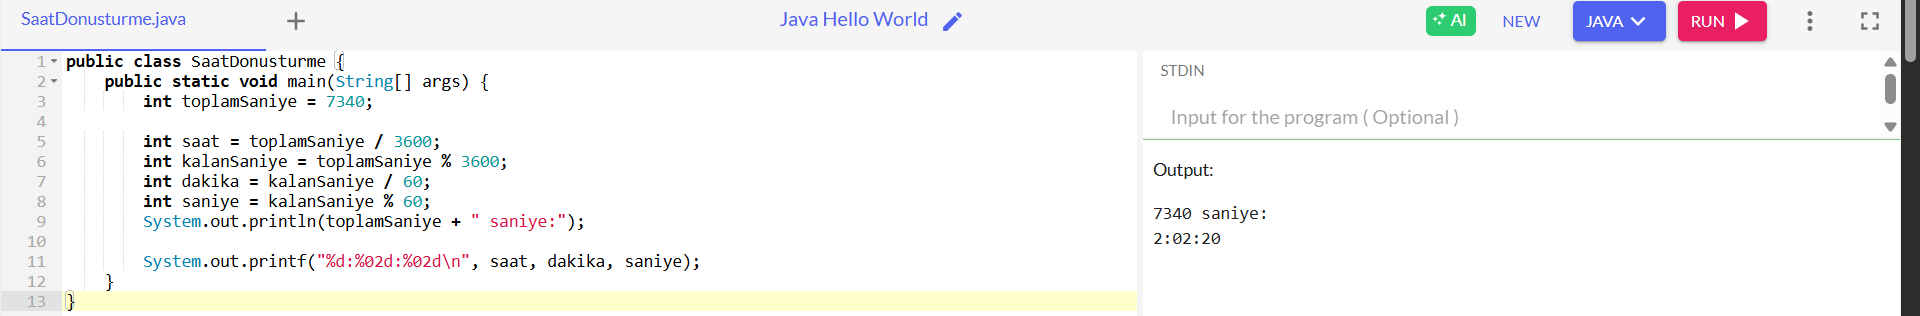 SaatDonusturme.java
Java Hello World
AI NEW JAVA RUN
1 public class SaatDonusturme {
2 public static void main(String[] args) {
3 int toplamSaniye = 7340;
4
5 int saat = toplamSaniye / 3600;
6 int kalanSaniye = toplamSaniye % 3600;
7 int dakika = kalanSaniye / 60;
8 int saniye = kalanSaniye % 60;
9 System.out.println(toplamSaniye + " saniye:");
10
11 System.out.printf("%d:%02d:%02d\n", saat, dakika, saniye);
12 }
13 }
STDIN
Input for the program ( Optional )
Output:
7340 saniye:
2:02:20